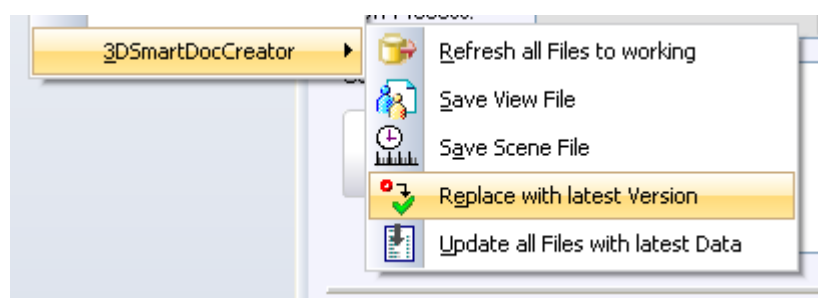 3DSmartDocCreator
Refresh all Files to working
Save View File
Save Scene File
Replace with latest Version
Update all Files with latest Data